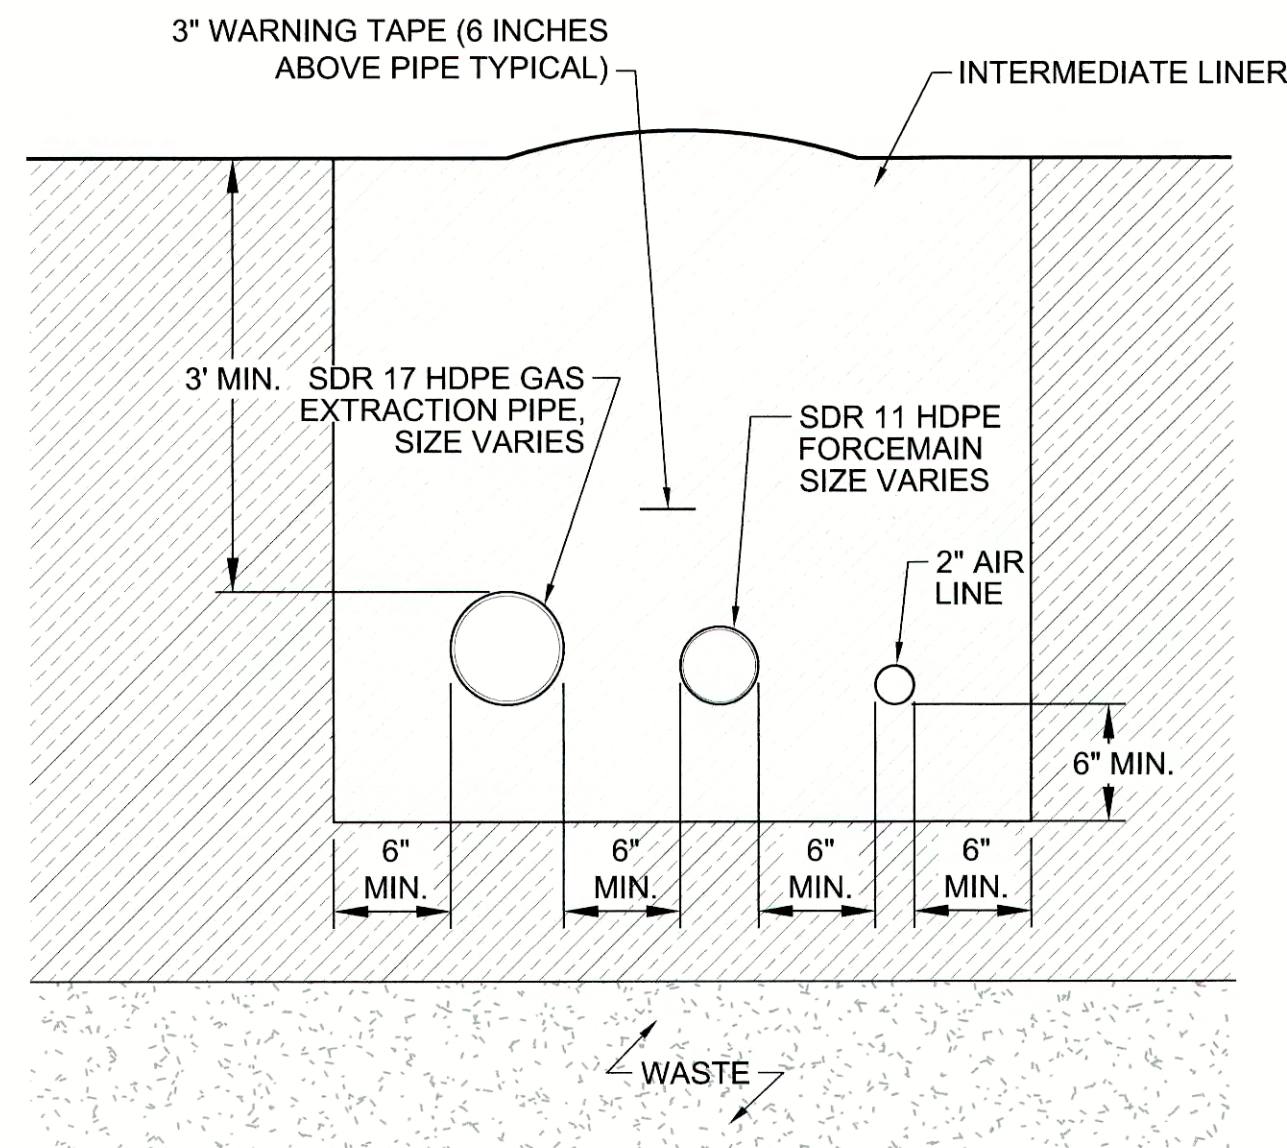 3" WARNING TAPE (6 INCHES
ABOVE PIPE TYPICAL)
INTERMEDIATE LINER
3' MIN.
SDR 17 HDPE GAS
EXTRACTION PIPE,
SIZE VARIES
SDR 11 HDPE
FORCEMAIN
SIZE VARIES
2" AIR
LINE
6" MIN.
6"
MIN.
6"
MIN.
6"
MIN.
6"
MIN.
WASTE